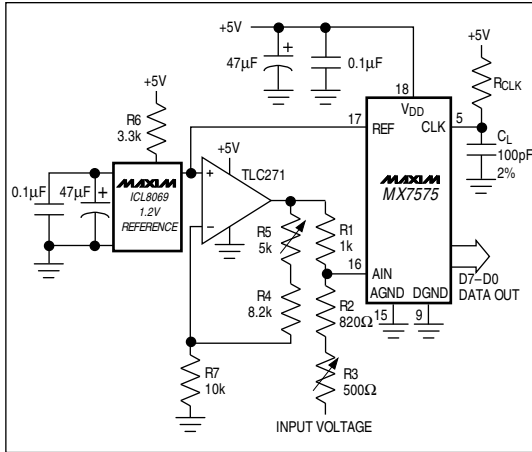 +5V
47µF
+
0.1µF
+5V
RCLK
18
VDD
5
CLK
CL
100pF
2%
+5V
R6
3.3k
17
REF
MAXIM
MX7575
0.1µF
47µF
+
MAXIM
ICL8069
1.2V
REFERENCE
+5V
TLC271
+
−
R5
5k
R1
1k
16
AIN
D7–D0
DATA OUT
AGND
DGND
15
9
R4
8.2k
R2
820Ω
R7
10k
R3
500Ω
INPUT VOLTAGE